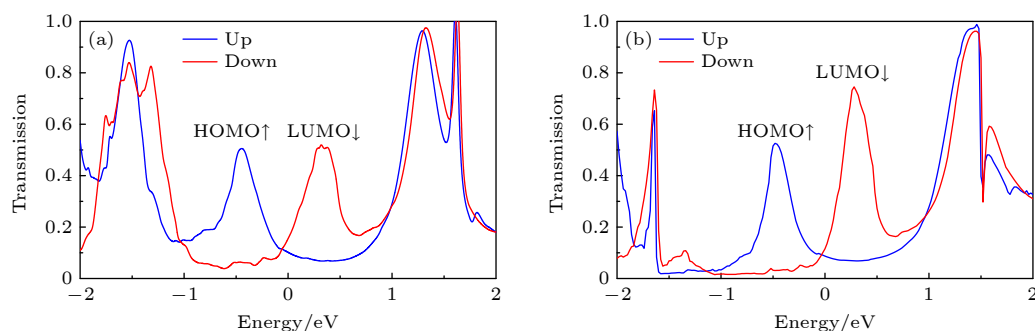 (a)
Up
Down
HOMO↑
LUMO↓
Transmission
1.0
0.8
0.6
0.4
0.2
0
−2
−1
0
1
2
Energy/eV
(b)
Up
Down
LUMO↓
HOMO↑
Transmission
1.0
0.8
0.6
0.4
0.2
0
−2
−1
0
1
2
Energy/eV